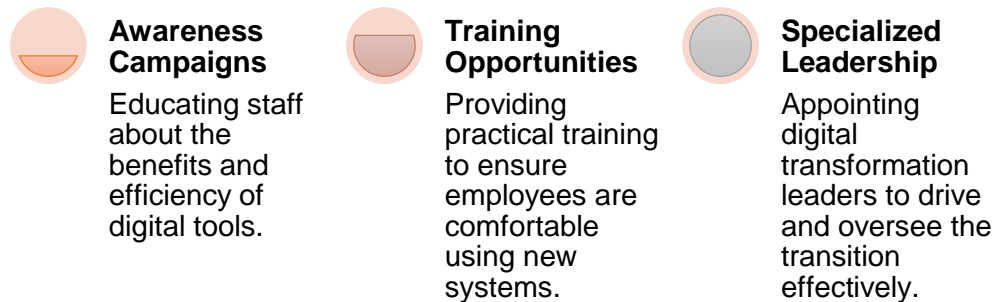 Awareness
Campaigns
Educating staff
about the
benefits and
efficiency of
digital tools.
Training
Opportunities
Providing
practical training
to ensure
employees are
comfortable
using new
systems.
Specialized
Leadership
Appointing
digital
transformation
leaders to drive
and oversee the
transition
effectively.